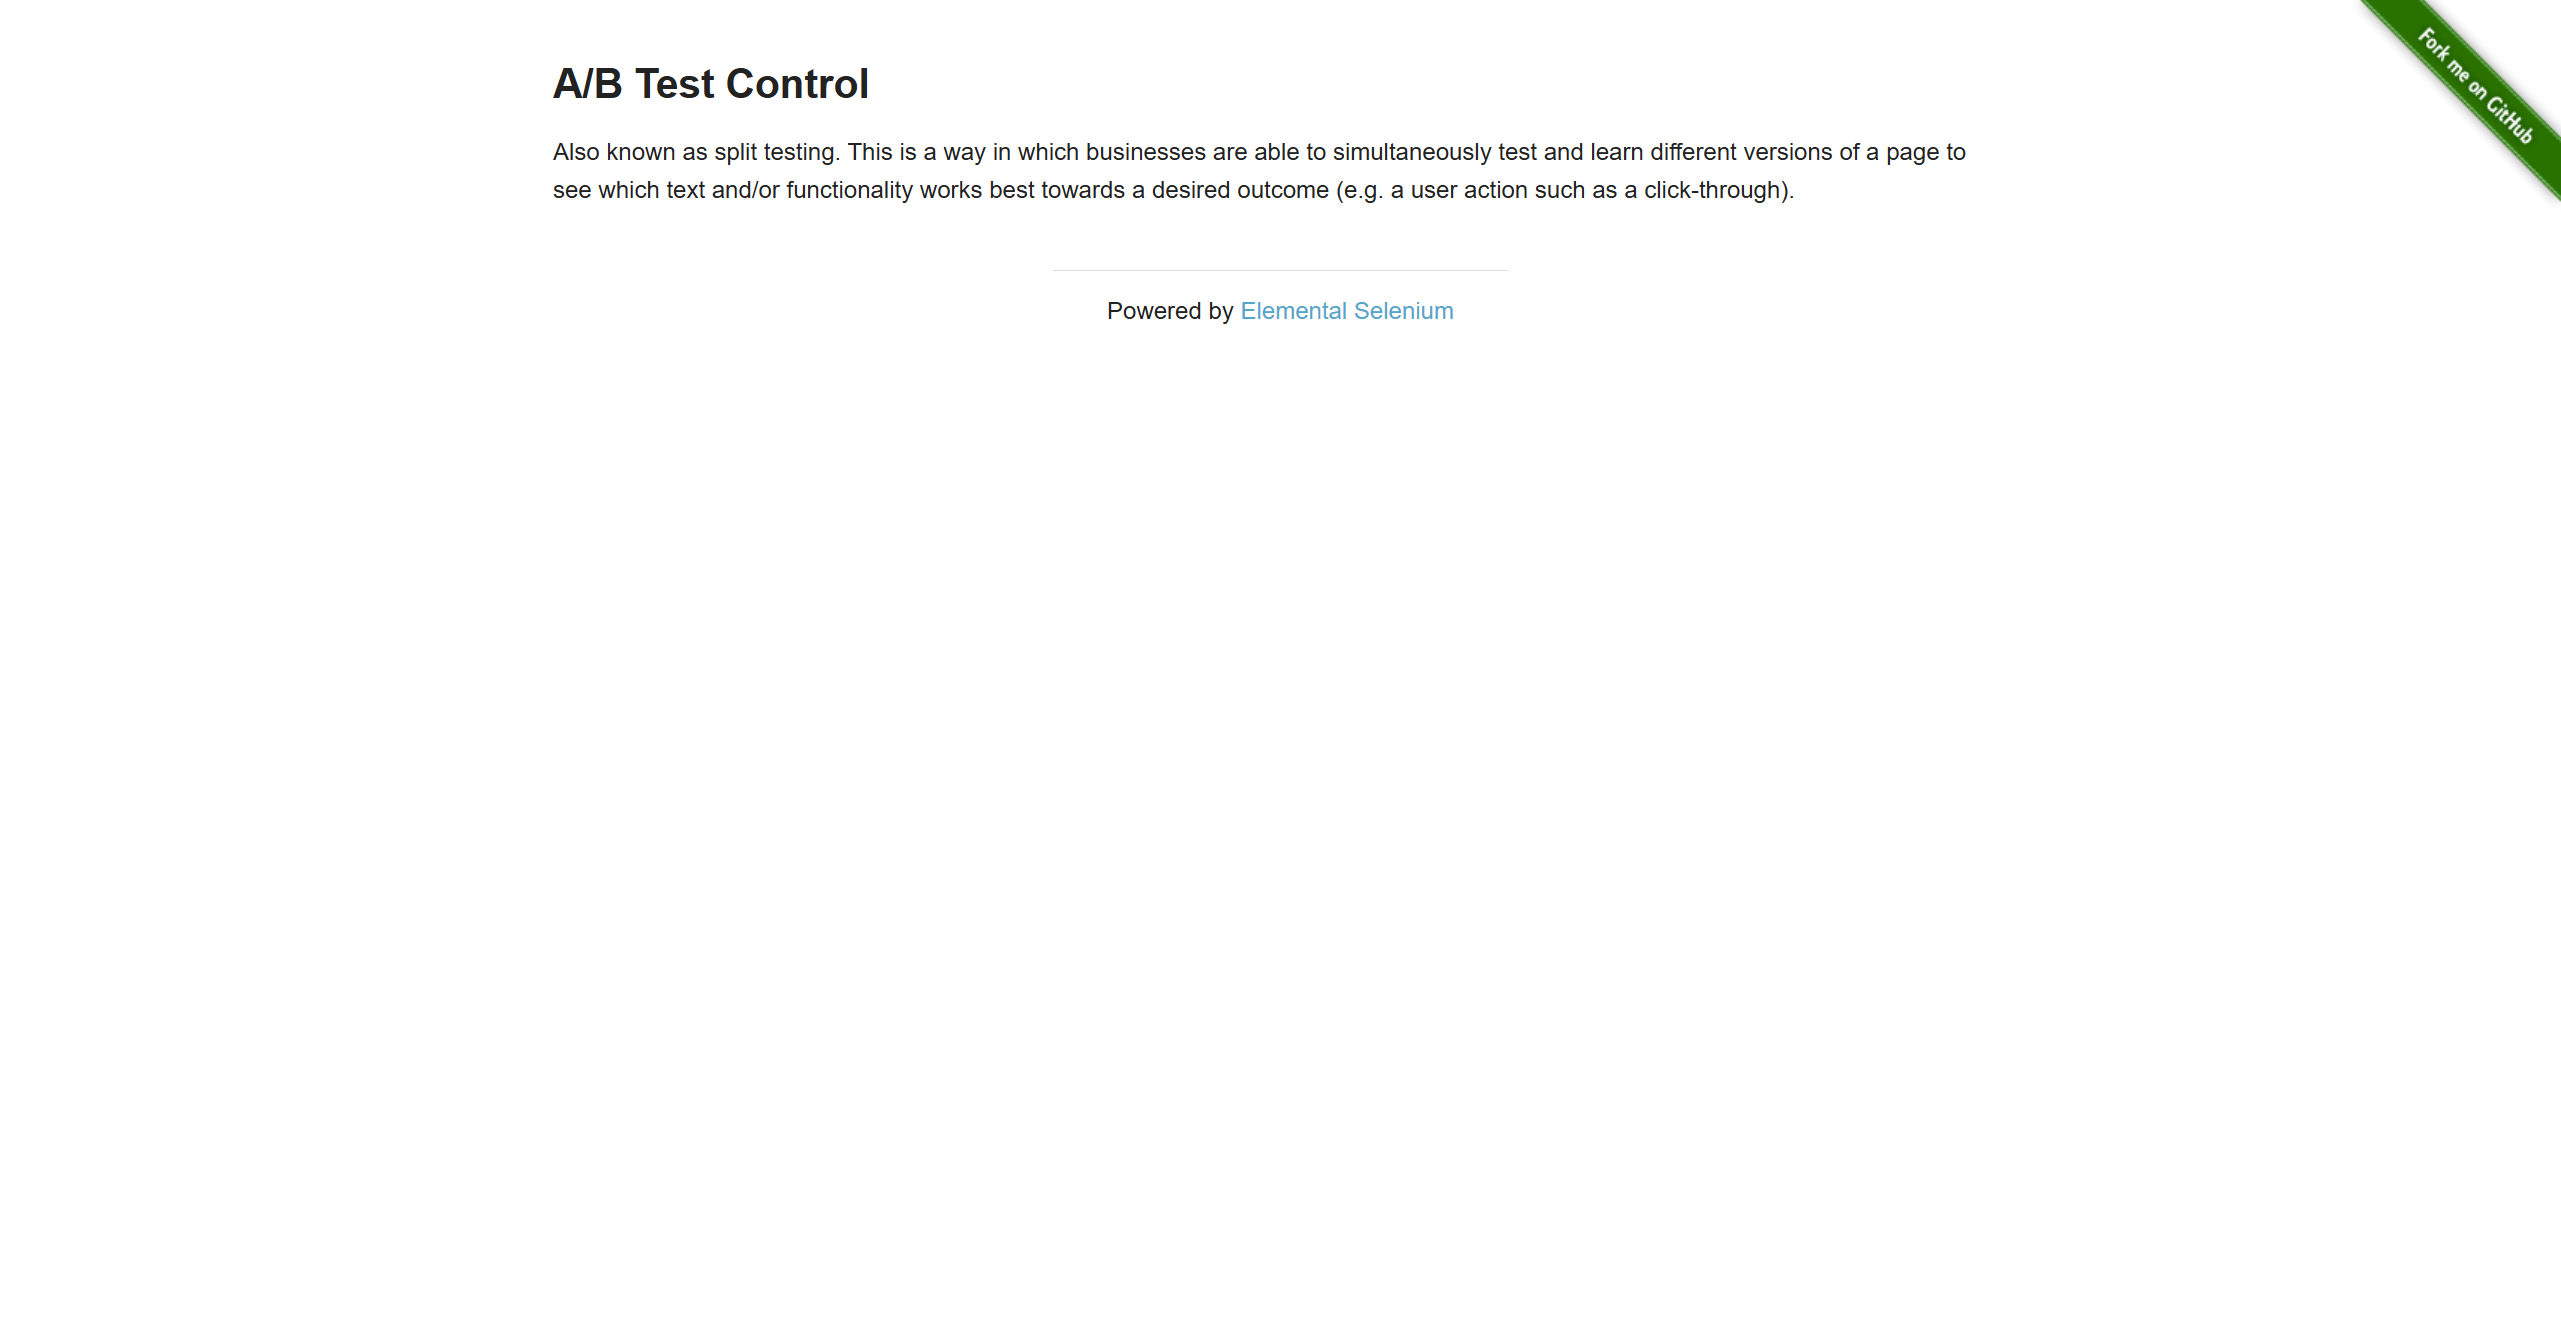 Fork me on GitHub
A/B Test Control
Also known as split testing. This is a way in which businesses are able to simultaneously test and learn different versions of a page to
see which text and/or functionality works best towards a desired outcome (e.g. a user action such as a click-through).
Powered by Elemental Selenium